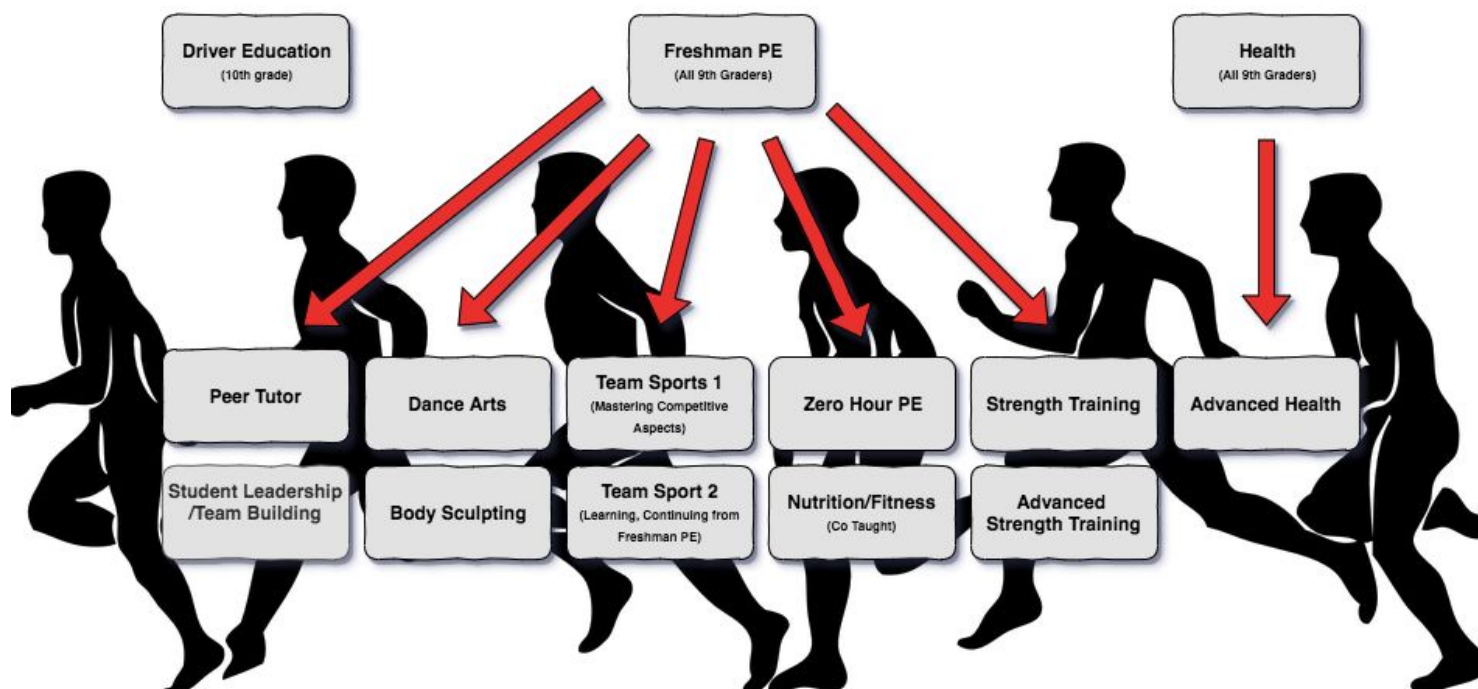 Driver Education
(10th grade)
Freshman PE
(All 9th Graders)
Health
(All 9th Graders)
Peer Tutor
Dance Arts
Team Sports 1
(Mastering Competitive
Aspects)
Zero Hour PE
Strength Training
Advanced Health
Student Leadership
/Team Building
Body Sculpting
Team Sport 2
(Learning, Continuing from
Freshman PE)
Nutrition/Fitness
(Co Taught)
Advanced
Strength Training